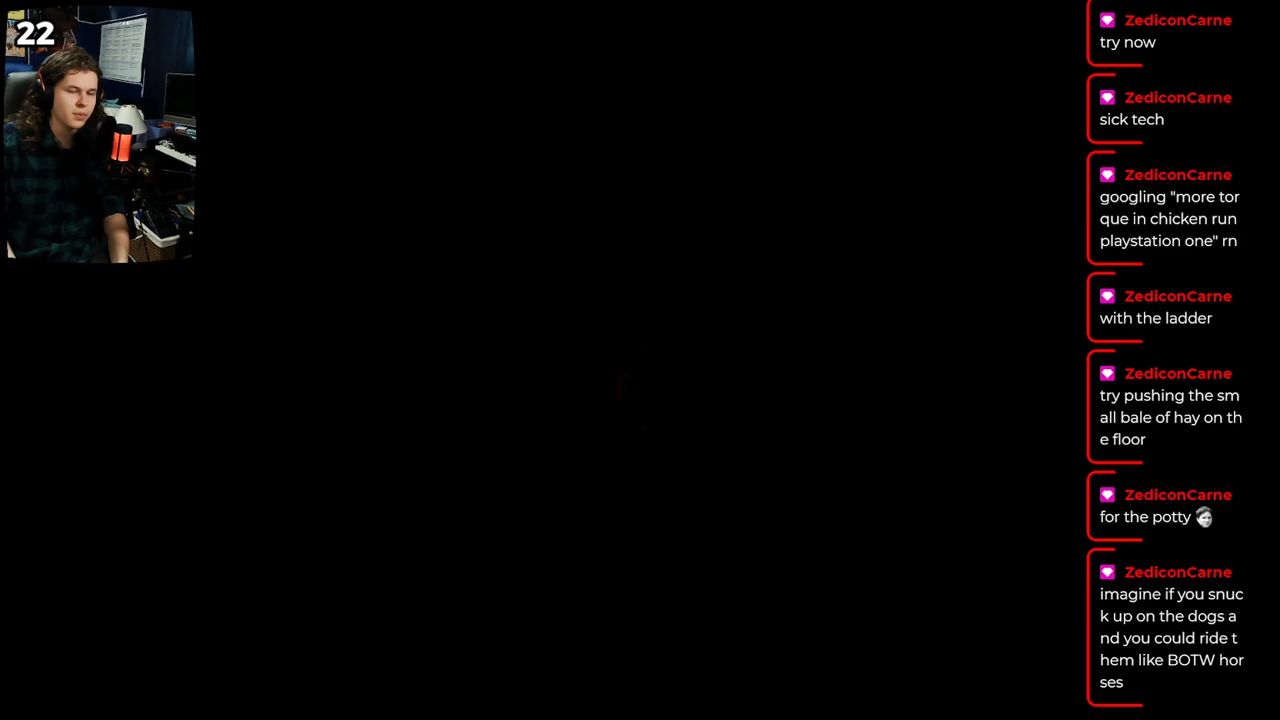 22
ZediconCarne
try now
ZediconCarne
sick tech
ZediconCarne
googling "more tor
que in chicken run
playstation one" rn
ZediconCarne
with the ladder
ZediconCarne
try pushing the sm
all bale of hay on th
e floor
ZediconCarne
for the potty
ZediconCarne
imagine if you snuc
k up on the dogs a
nd you could ride t
hem like BOTW hor
ses